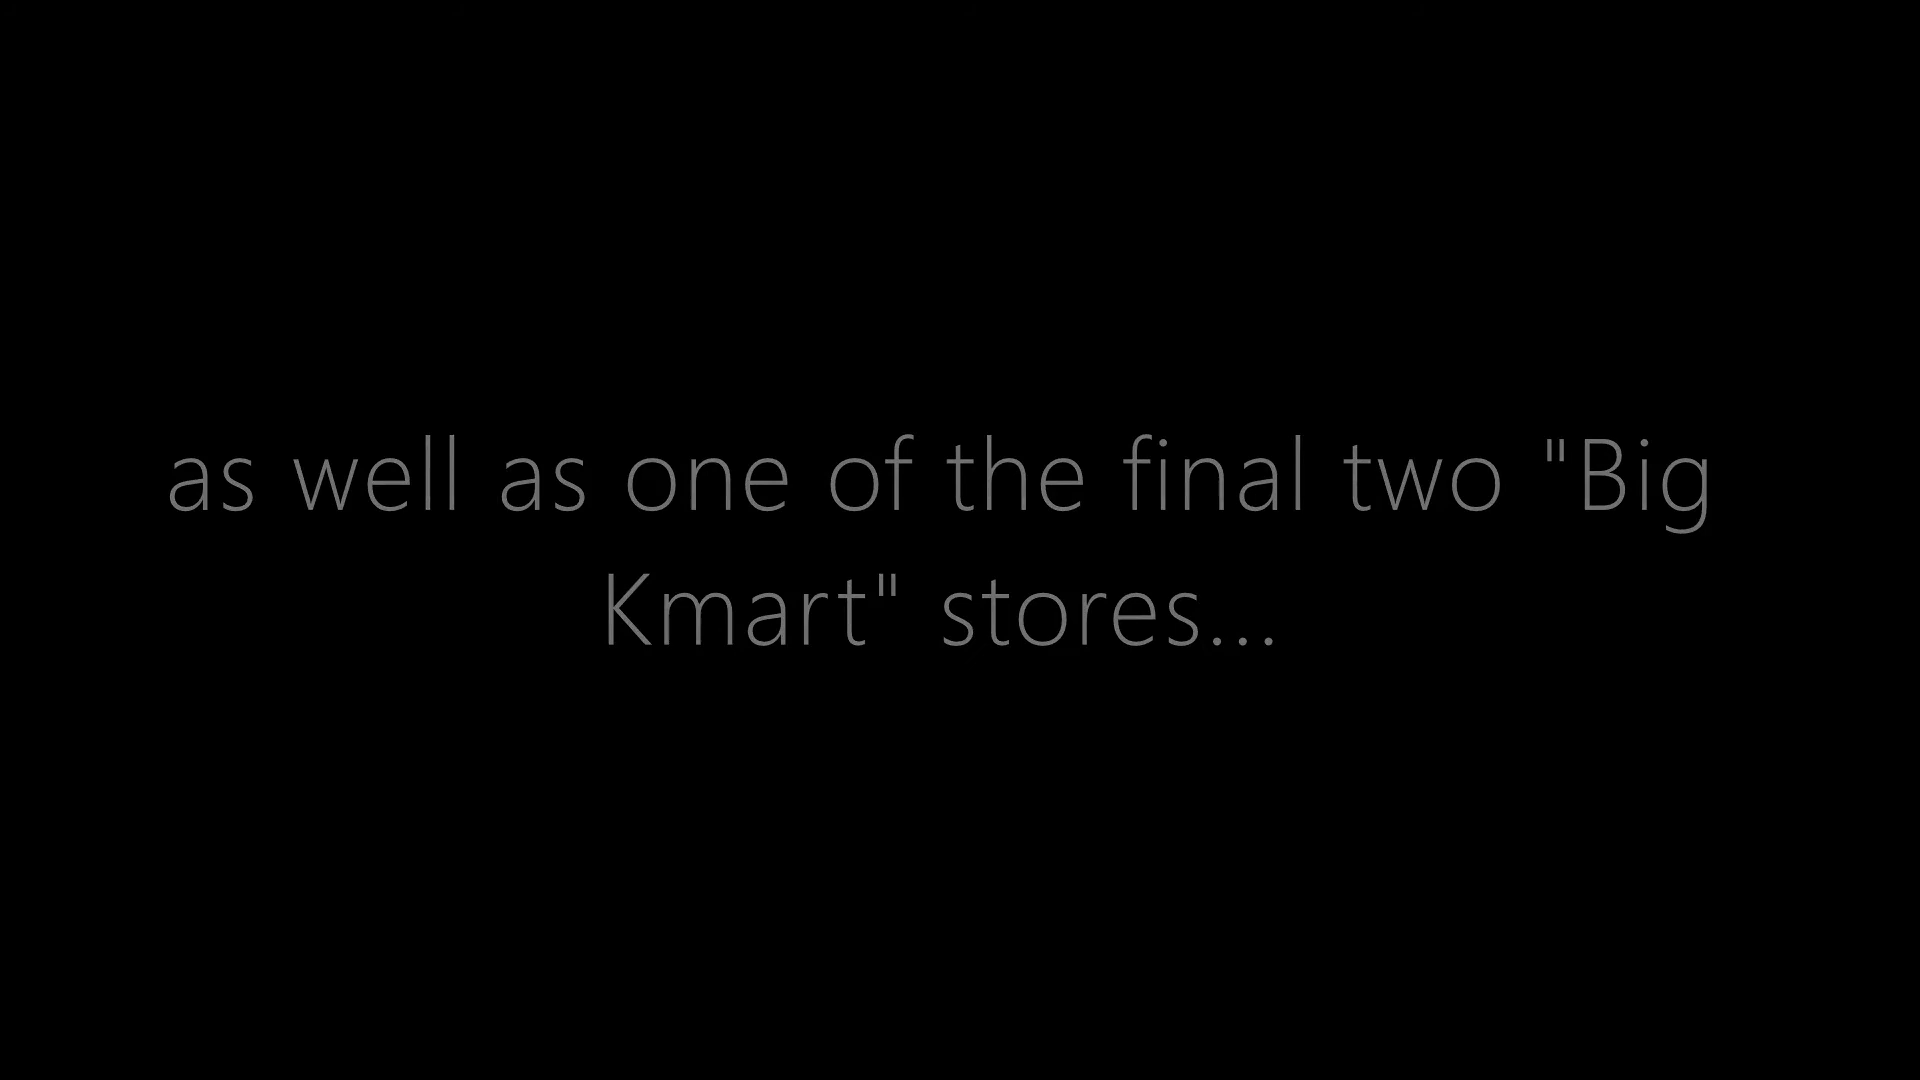 as well as one of the final two "Big
Kmart" stores...